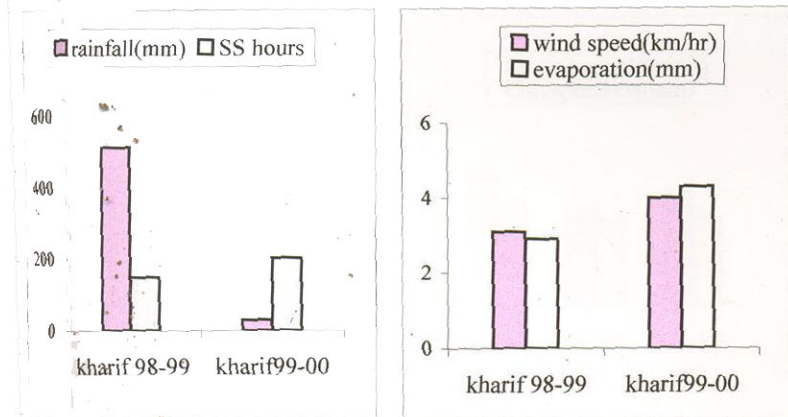 rainfall(mm) SS hours
600
400
200
0
kharif 98-99 kharif99-00
wind speed(km/hr)
evaporation(mm)
6
4
2
0
kharif 98-99 kharif99-00